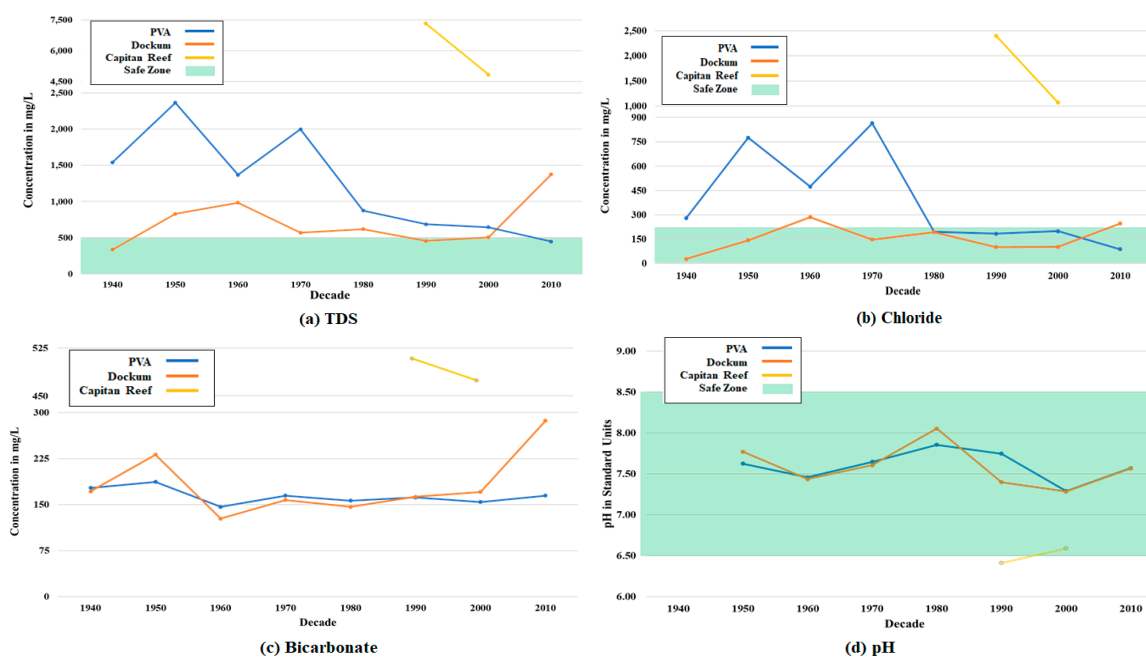 7,500
6,000
4,500
2,500
2,000
1,500
1,000
500
0
Concentration in mg/L
PVA
Dockum
Capitan Reef
Safe Zone
1940 1950 1960 1970 1980 1990 2000 2010
Decade
(a) TDS
2,500
2,000
1,500
1,000
900
750
600
450
300
150
0
Concentration in mg/L
PVA
Dockum
Capitan Reef
Safe Zone
1940 1950 1960 1970 1980 1990 2000 2010
Decade
(b) Chloride
525
450
300
225
150
75
0
Concentration in mg/L
PVA
Dockum
Capitan Reef
1940 1950 1960 1970 1980 1990 2000 2010
Decade
(c) Bicarbonate
9.00
8.50
8.00
7.50
7.00
6.50
6.00
pH in Standard Units
PVA
Dockum
Capitan Reef
Safe Zone
1940 1950 1960 1970 1980 1990 2000 2010
Decade
(d) pH